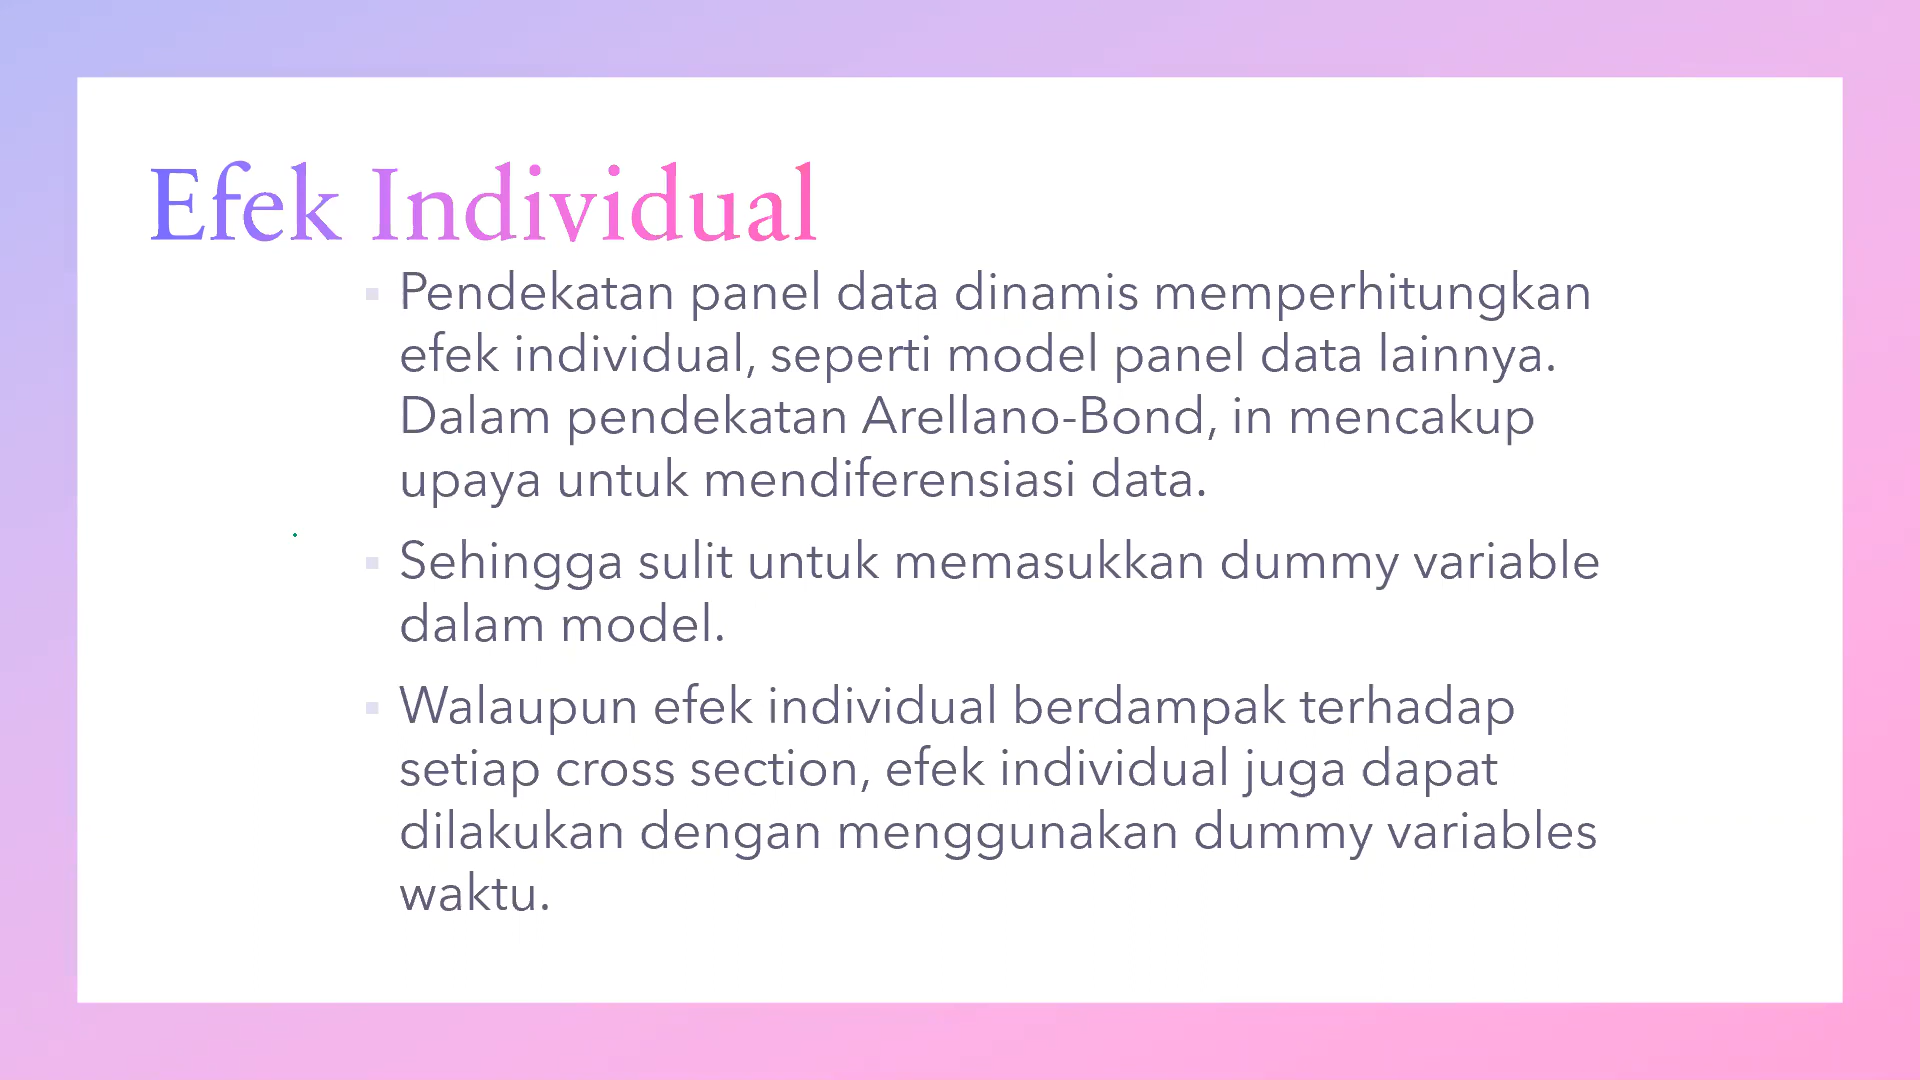 Efek Individual
Pendekatan panel data dinamis memperhitungkan
efek individual, seperti model panel data lainnya.
Dalam pendekatan Arellano-Bond, in mencakup
upaya untuk mendiferensiasi data.
Sehingga sulit untuk memasukkan dummy variable
dalam model.
Walaupun efek individual berdampak terhadap
setiap cross section, efek individual juga dapat
dilakukan dengan menggunakan dummy variables
waktu.